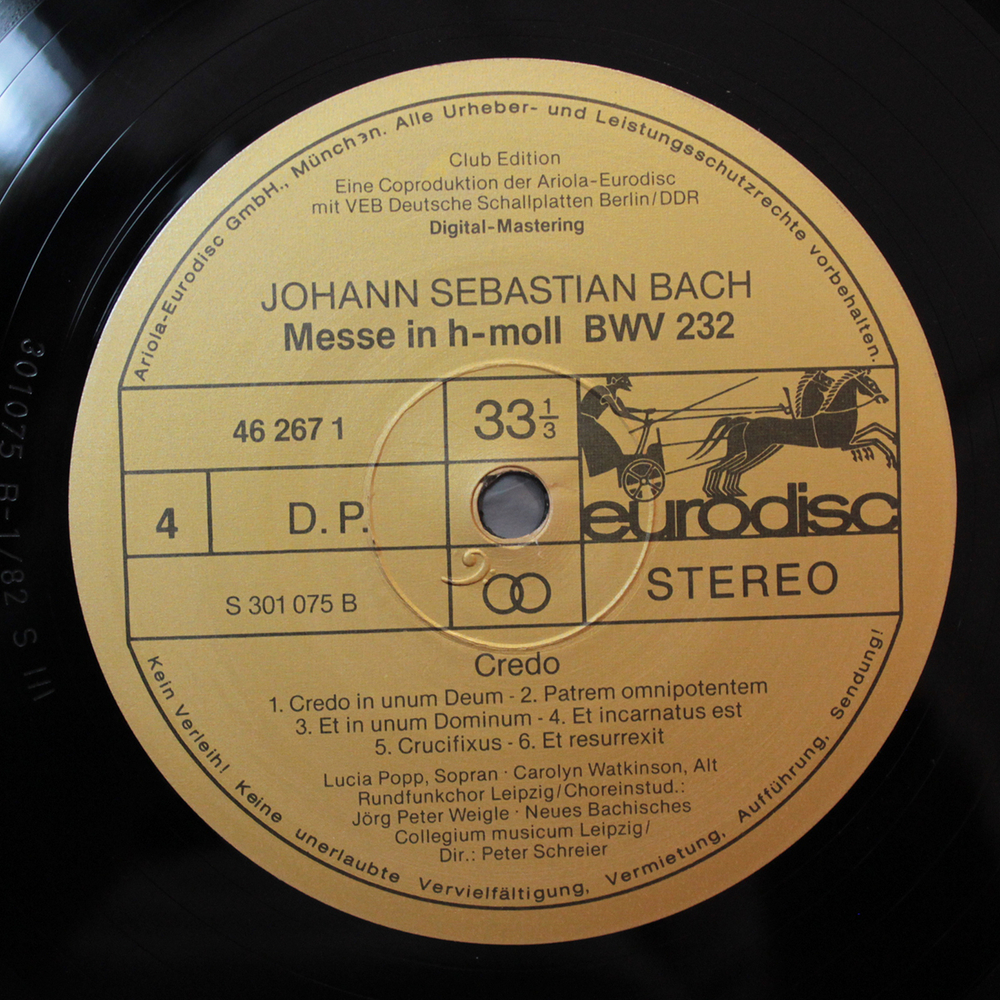 Ariola-Eurodisc GmbH., München. Alle Urheber- und Leistungsschutzrechte vorbehalten.
Club Edition
Eine Coproduktion der Ariola-Eurodisc
mit VEB Deutsche Schallplatten Berlin/DDR
Digital-Mastering
JOHANN SEBASTIAN BACH
Messe in h-moll BWV 232
46 267 1
33 1/3
eurodisc
4
D. P.
S 301 075 B
STEREO
Credo
1. Credo in unum Deum - 2. Patrem omnipotentem
3. Et in unum Dominum - 4. Et incarnatus est
5. Crucifixus - 6. Et resurrexit
Lucia Popp, Sopran · Carolyn Watkinson, Alt
Rundfunkchor Leipzig/Choreinstud.:
Jörg Peter Weigle · Neues Bachisches
Collegium musicum Leipzig/
Dir.: Peter Schreier
Kein Verleih! Keine unerlaubte Vervielfältigung, Vermietung, Aufführung, Sendung!
301075 B-1/82 S III